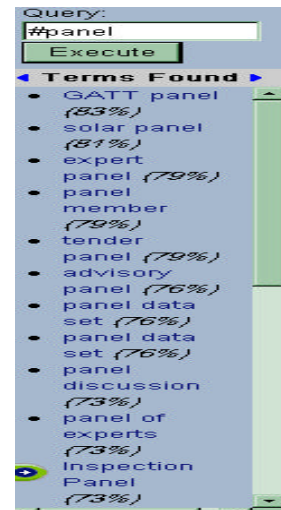 Query:
#panel
Execute
Terms Found
GATT panel
(83%)
solar panel
(81%)
expert
panel (79%)
panel
member
(79%)
tender
panel (79%)
advisory
panel (76%)
panel data
set (76%)
panel data
set (76%)
panel
discussion
(73%)
panel of
experts
(73%)
Inspection
Panel
(73%)